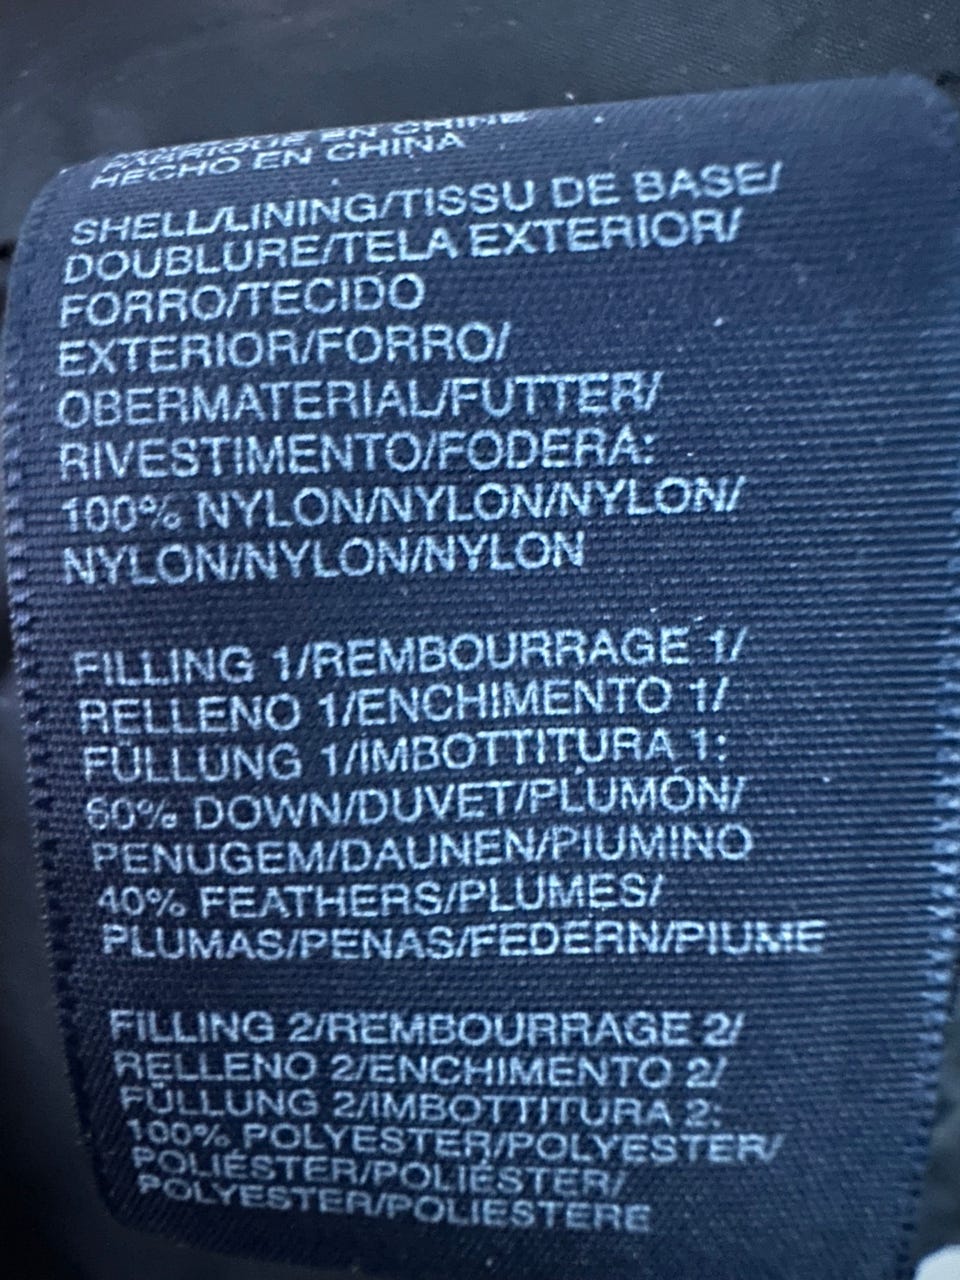 FABRIQUÉ EN CHINE
HECHO EN CHINA
SHELL/LINING/TISSU DE BASE/
DOUBLURE/TELA EXTERIOR/
FORRO/TECIDO
EXTERIOR/FORRO/
OBERMATERIAL/FUTTER/
RIVESTIMENTO/FODERA:
100% NYLON/NYLON/NYLON/
NYLON/NYLON/NYLON
FILLING 1/REMBOURRAGE 1/
RELLENO 1/ENCHIMENTO 1/
FÜLLUNG 1/IMBOTTITURA 1:
60% DOWN/DUVET/PLUMÓN/
PENUGEM/DAUNEN/PIUMINO
40% FEATHERS/PLUMES/
PLUMAS/PENAS/FEDERN/PIUME
FILLING 2/REMBOURRAGE 2/
RELLENO 2/ENCHIMENTO 2/
FÜLLUNG 2/IMBOTTITURA 2:
100% POLYESTER/POLYESTER/
POLIÉSTER/POLIÉSTER/
POLYESTER/POLIESTERE